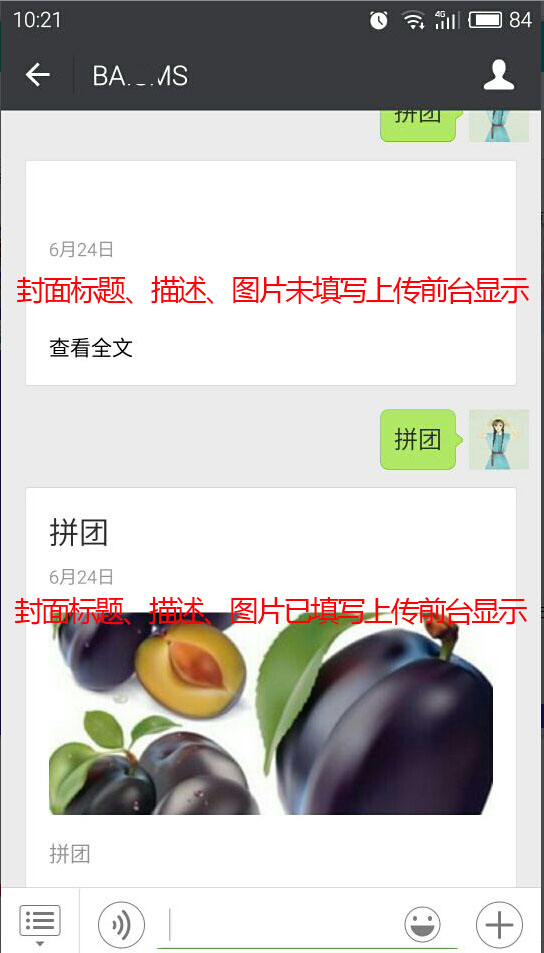 10:21
4G
84
拼团
6月24日
封面标题、描述、图片未填写上传前台显示
查看全文
拼团
拼团
6月24日
封面标题、描述、图片已填写上传前台显示
拼团